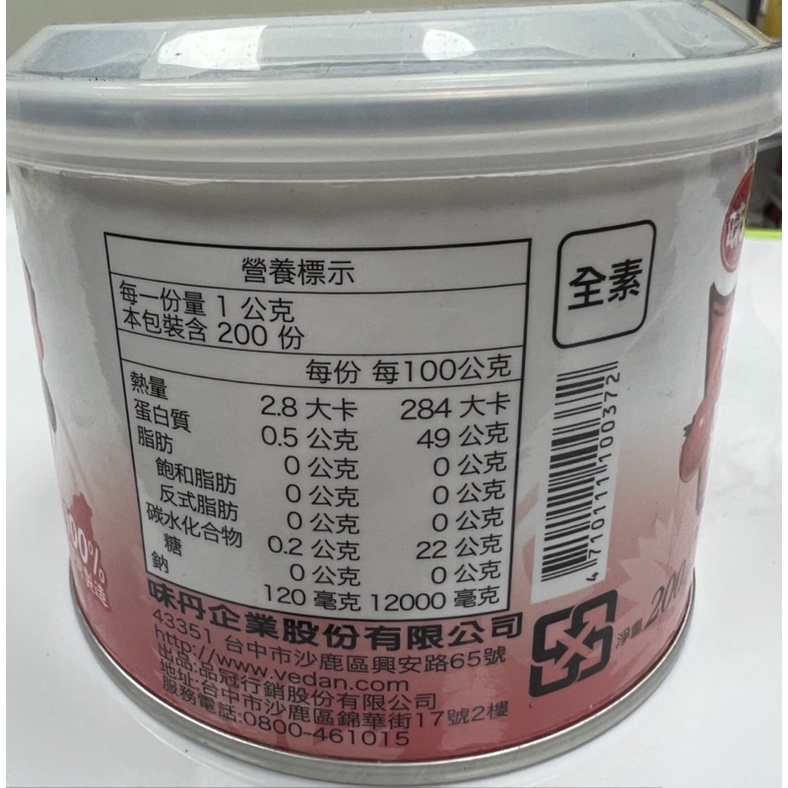 營養標示
每一份量 1 公克
本包裝含 200 份
每份 每100公克
熱量 2.8 大卡 284 大卡
蛋白質 0.5 公克 49 公克
脂肪 0 公克 0 公克
飽和脂肪 0 公克 0 公克
反式脂肪 0 公克 0 公克
碳水化合物 0.2 公克 22 公克
糖 0 公克 0 公克
鈉 120 毫克 12000 毫克
味丹企業股份有限公司
43351 台中市沙鹿區興安路65號
http://www.vedan.com
出品:品冠行銷股份有限公司
地址:台中市沙鹿區錦華街17號2樓
服務電話:0800-461015
全素
4 710111 100372
淨重 200
100%